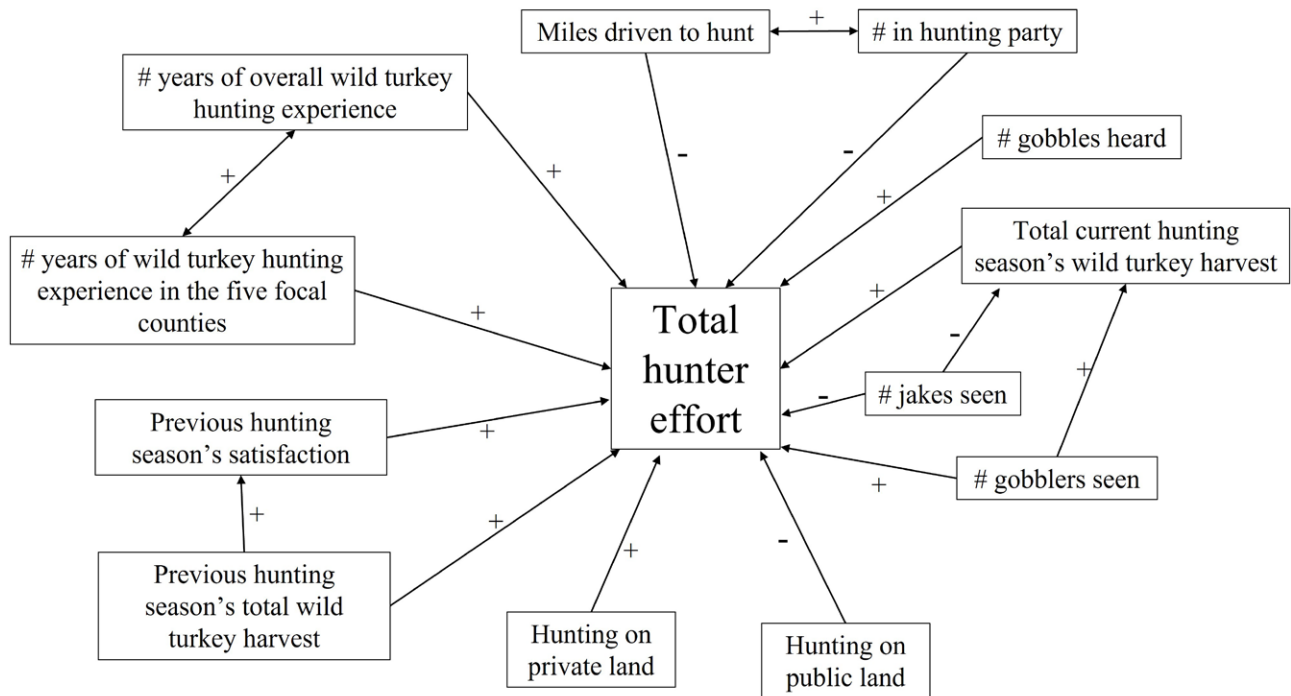 Miles driven to hunt
+
# in hunting party
# years of overall wild turkey
hunting experience
# gobbles heard
-
-
+
+
+
# years of wild turkey hunting
experience in the five focal
counties
Total current hunting
season’s wild turkey harvest
+
+
-
+
Total
hunter
effort
# jakes seen
-
Previous hunting
season’s satisfaction
+
# gobblers seen
+
+
+
Previous hunting
season’s total wild
turkey harvest
+
-
Hunting on
private land
Hunting on
public land